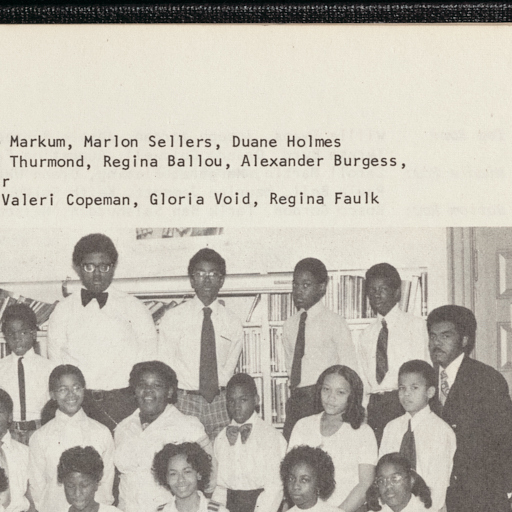 Markum, Marlon Sellers, Duane Holmes
Thurmond, Regina Ballou, Alexander Burgess,
r
Valeri Copeman, Gloria Void, Regina Faulk